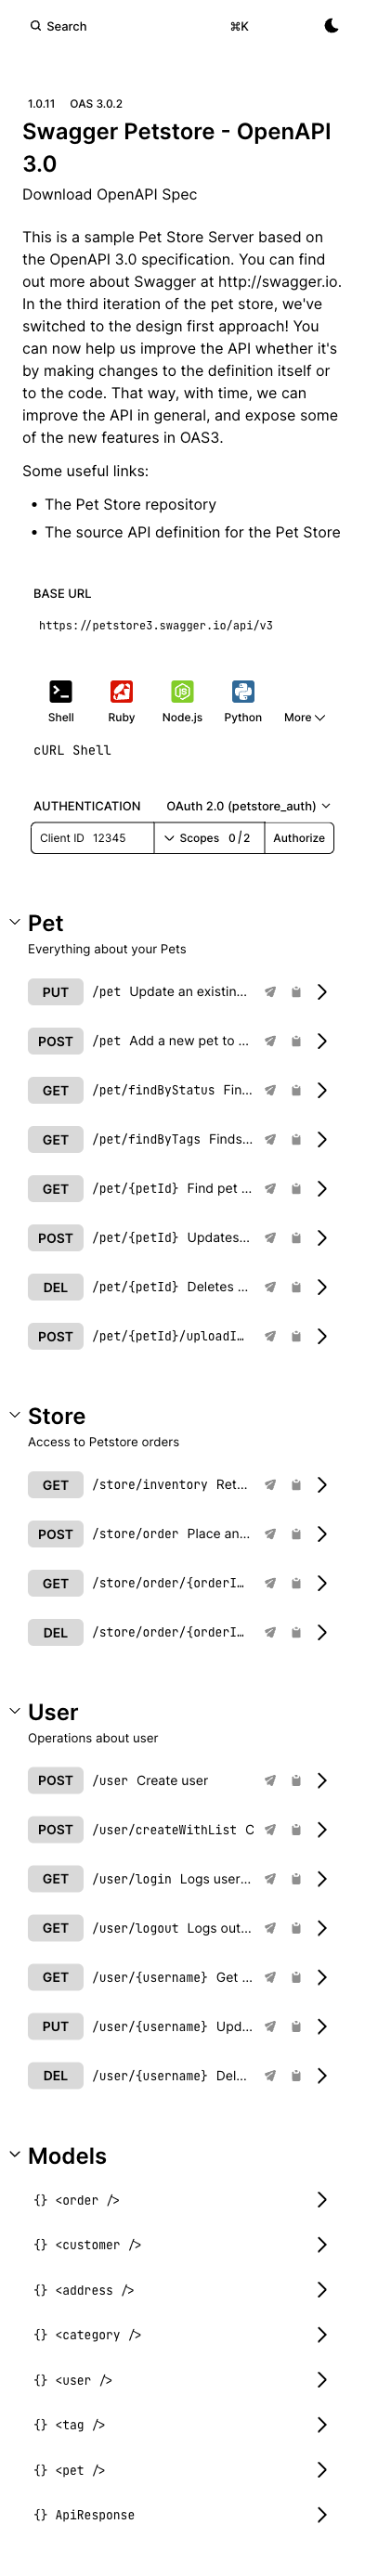 Search ⌘K
1.0.11 OAS 3.0.2
Swagger Petstore - OpenAPI
3.0
Download OpenAPI Spec
This is a sample Pet Store Server based on
the OpenAPI 3.0 specification. You can find
out more about Swagger at http://swagger.io.
In the third iteration of the pet store, we've
switched to the design first approach! You
can now help us improve the API whether it's
by making changes to the definition itself or
to the code. That way, with time, we can
improve the API in general, and expose some
of the new features in OAS3.
Some useful links:
• The Pet Store repository
• The source API definition for the Pet Store
BASE URL
https://petstore3.swagger.io/api/v3
Shell Ruby Node.js Python More
cURL Shell
AUTHENTICATION OAuth 2.0 (petstore_auth)
Client ID 12345 Scopes 0/2 Authorize
Pet
Everything about your Pets
PUT /pet Update an existin...
POST /pet Add a new pet to ...
GET /pet/findByStatus Fin...
GET /pet/findByTags Finds...
GET /pet/{petId} Find pet ...
POST /pet/{petId} Updates...
DEL /pet/{petId} Deletes ...
POST /pet/{petId}/uploadI…
Store
Access to Petstore orders
GET /store/inventory Ret...
POST /store/order Place an...
GET /store/order/{orderI…
DEL /store/order/{orderI…
User
Operations about user
POST /user Create user
POST /user/createWithList C
GET /user/login Logs user...
GET /user/logout Logs out...
GET /user/{username} Get ...
PUT /user/{username} Upd...
DEL /user/{username} Del...
Models
{} <order />
{} <customer />
{} <address />
{} <category />
{} <user />
{} <tag />
{} <pet />
{} ApiResponse